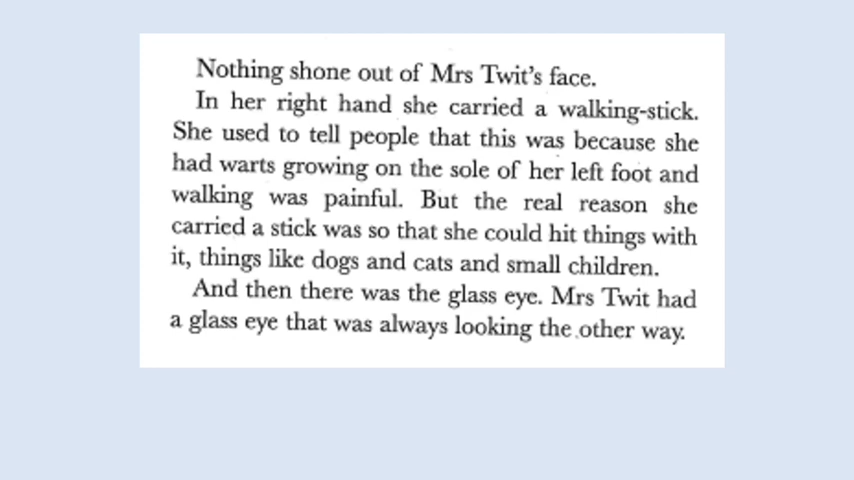 Nothing shone out of Mrs Twit's face.
In her right hand she carried a walking-stick.
She used to tell people that this was because she
had warts growing on the sole of her left foot and
walking was painful. But the real reason she
carried a stick was so that she could hit things with
it, things like dogs and cats and small children.
And then there was the glass eye. Mrs Twit had
a glass eye that was always looking the other way.